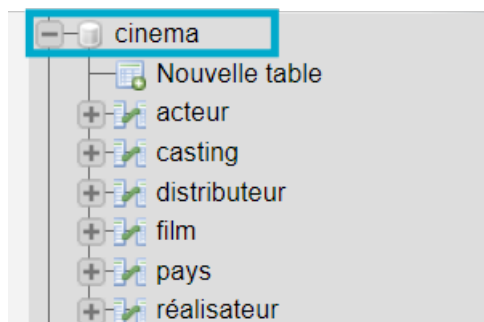 cinema
Nouvelle table
acteur
casting
distributeur
film
pays
réalisateur